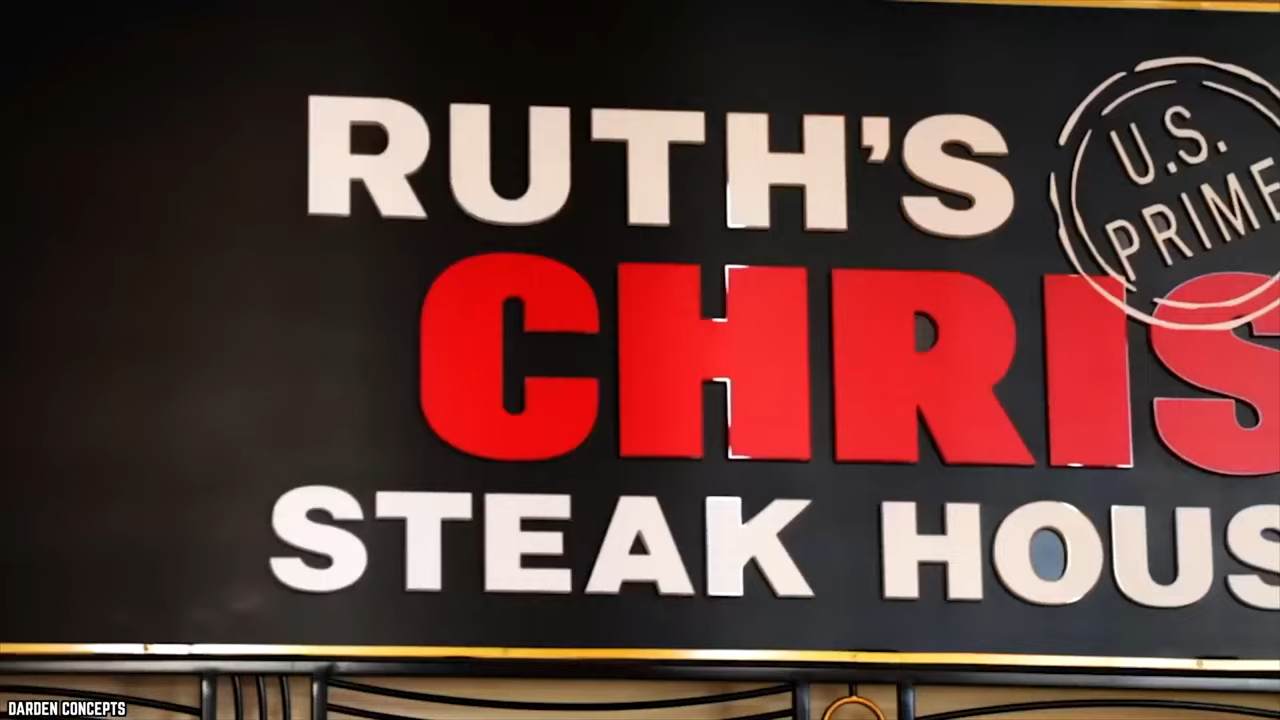 RUTH'S
U.S.
PRIME
CHRIS
STEAK HOUS
DARDEN CONCEPTS